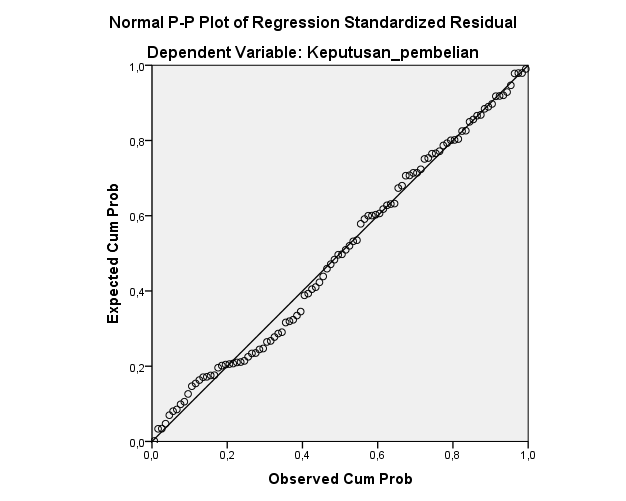 Normal P-P Plot of Regression Standardized Residual
Dependent Variable: Keputusan_pembelian
1,0
0,8
0,6
0,4
0,2
0,0
Expected Cum Prob
0,0 0,2 0,4 0,6 0,8 1,0
Observed Cum Prob